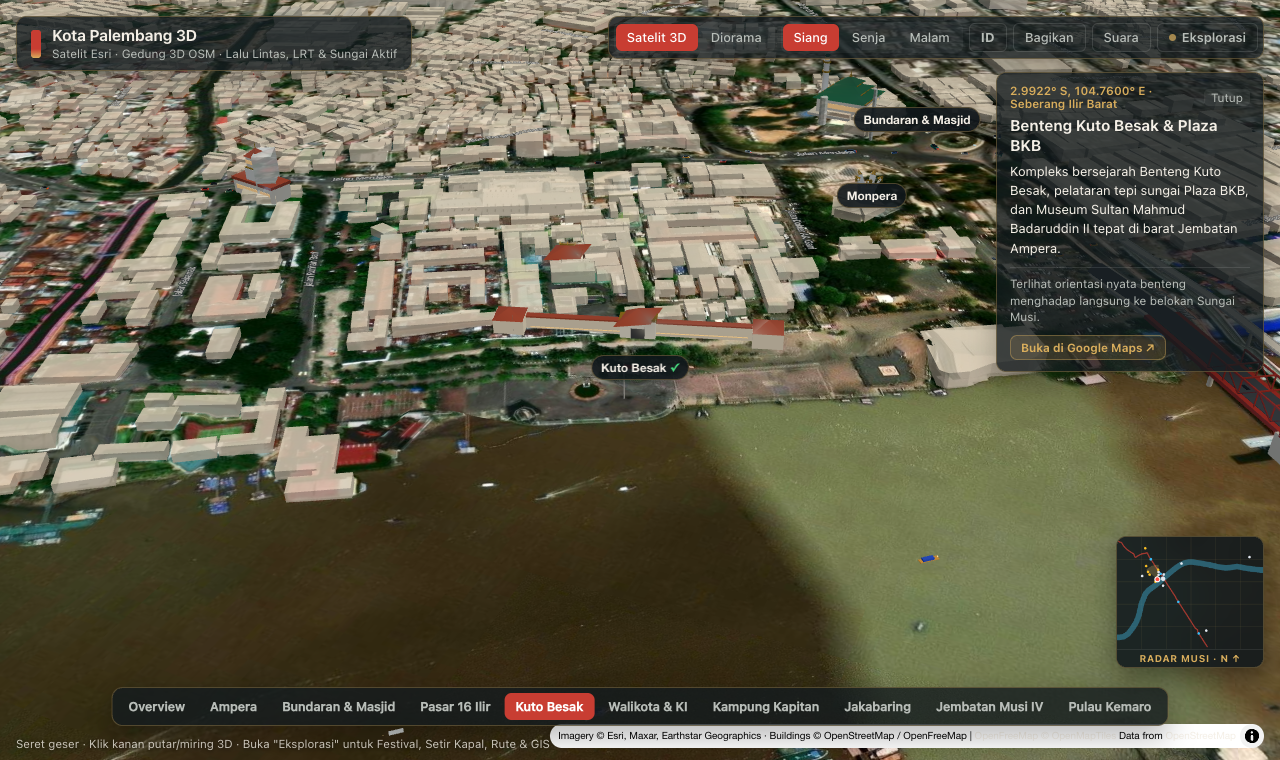 Kota Palembang 3D
Satelit Esri · Gedung 3D OSM · Lalu Lintas, LRT & Sungai Aktif
Satelit 3D Diorama Siang Senja Malam ID Bagikan Suara Eksplorasi
2.9922° S, 104.7600° E ·
Seberang Ilir Barat
Tutup
Benteng Kuto Besak & Plaza
BKB
Kompleks bersejarah Benteng Kuto
Besak, pelataran tepi sungai Plaza BKB,
dan Museum Sultan Mahmud
Badaruddin II tepat di barat Jembatan
Ampera.
Terlihat orientasi nyata benteng
menghadap langsung ke belokan Sungai
Musi.
Buka di Google Maps ↗
Bundaran & Masjid
Monpera
Kuto Besak ✓
RADAR MUSI · N ↑
Overview Ampera Bundaran & Masjid Pasar 16 Ilir Kuto Besak Walikota & KI Kampung Kapitan Jakabaring Jembatan Musi IV Pulau Kemaro
Seret geser · Klik kanan putar/miring 3D · Buka "Eksplorasi" untuk Festival, Setir Kapal, Rute & GIS
Imagery © Esri, Maxar, Earthstar Geographics · Buildings © OpenStreetMap / OpenFreeMap | OpenFreeMap © OpenMapTiles Data from OpenStreetMap